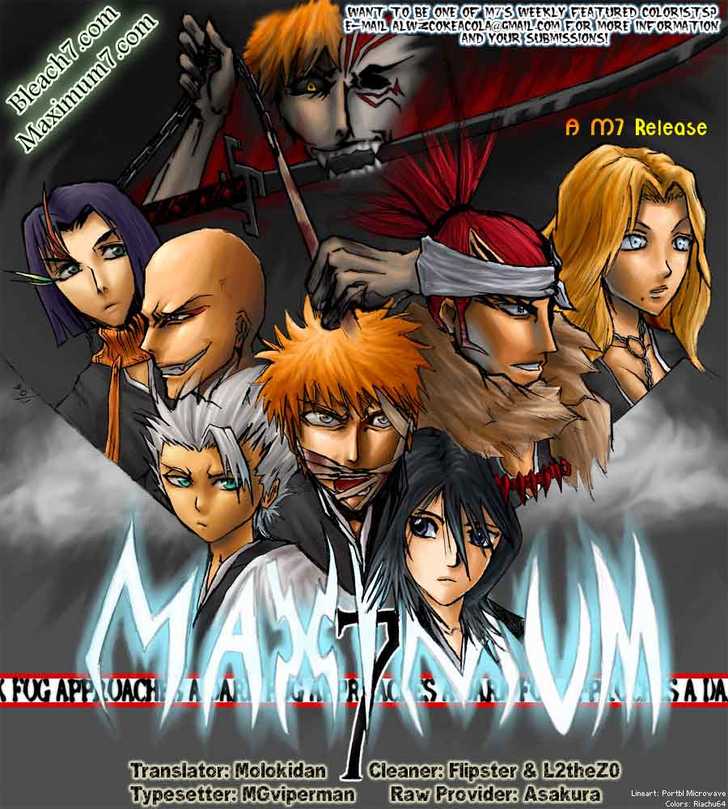 Bleach7.com
Maximum7.com
WANT TO BE ONE OF M7'S WEEKLY FEATURED COLORISTS?
E-MAIL ALWZCOKEACOLA@GMAIL.COM FOR MORE INFORMATION
AND YOUR SUBMISSIONS!
A M7 Release
MAXIMUM
7
Translator: Molokidan Cleaner: Flipster & L2theZ0
Typesetter: MGviperman Raw Provider: Asakura
Lineart: Portbl Microwave
Colors: Riachu64